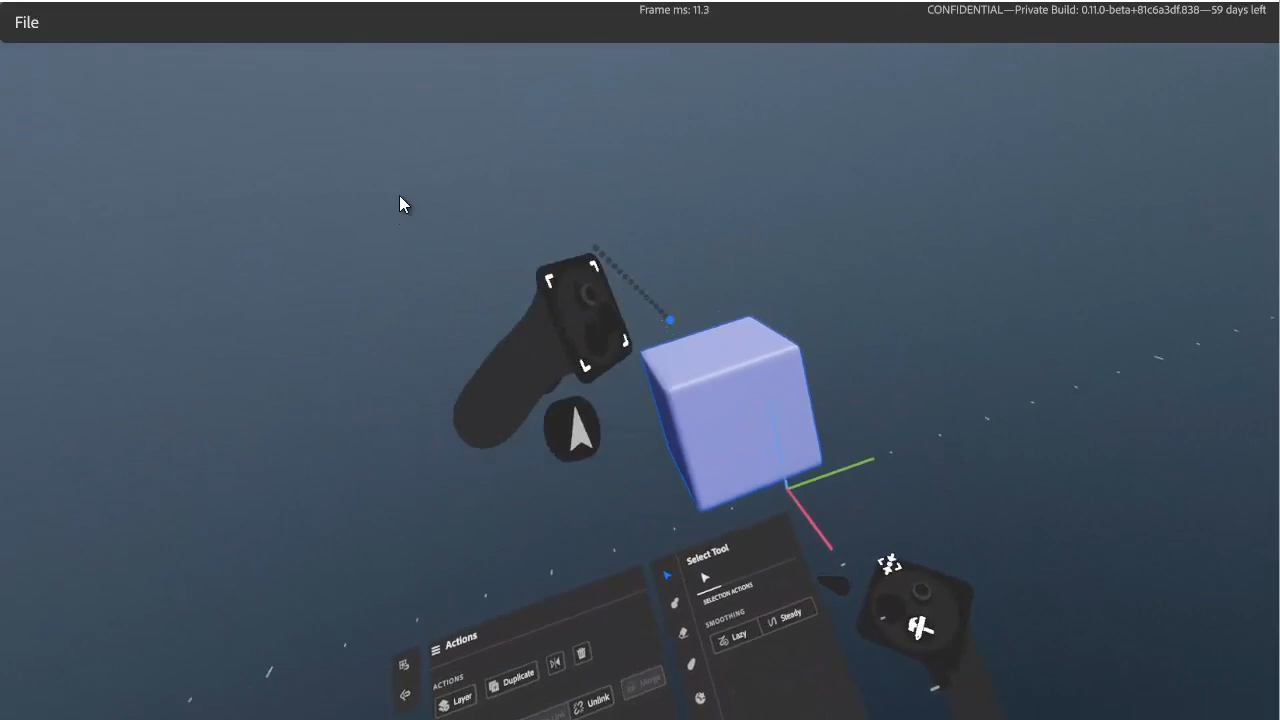 File
Frame ms: 11.3
CONFIDENTIAL—Private Build: 0.11.0-beta+81c6a3df.838—59 days left
Select Tool
SELECTION ACTIONS
SMOOTHING
Lazy
Steady
Actions
ACTIONS
Layer
Duplicate
Unlink
Merge